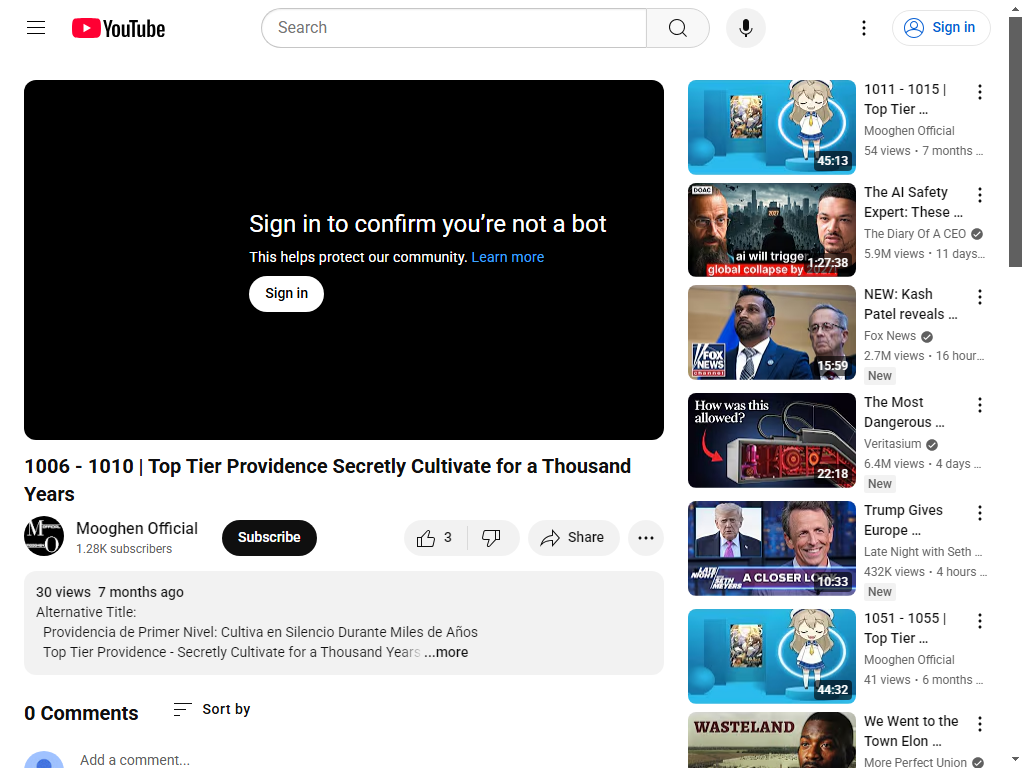 YouTube
Search
Sign in
Sign in to confirm you’re not a bot
This helps protect our community. Learn more
Sign in
1006 - 1010 | Top Tier Providence Secretly Cultivate for a Thousand
Years
Mooghen Official
1.28K subscribers
Subscribe
3
Share
30 views 7 months ago
Alternative Title:
Providencia de Primer Nivel: Cultiva en Silencio Durante Miles de Años
Top Tier Providence - Secretly Cultivate for a Thousand Years ...more
0 Comments
Sort by
Add a comment...
45:13
1011 - 1015 |
Top Tier ...
Mooghen Official
54 views • 7 months ...
DOAC
2027
ai will trigger
global collapse by 2027
1:27:38
The AI Safety
Expert: These ...
The Diary Of A CEO
5.9M views • 11 days...
FOX
NEWS
channel
15:59
NEW: Kash
Patel reveals ...
Fox News
2.7M views • 16 hour...
New
How was this
allowed?
22:18
The Most
Dangerous ...
Veritasium
6.4M views • 4 days ...
New
LATE
NIGHT
SETH
MEYERS
A CLOSER LO
10:33
Trump Gives
Europe ...
Late Night with Seth ...
432K views • 4 hours ...
New
44:32
1051 - 1055 |
Top Tier ...
Mooghen Official
41 views • 6 months ...
WASTELAND
We Went to the
Town Elon ...
More Perfect Union